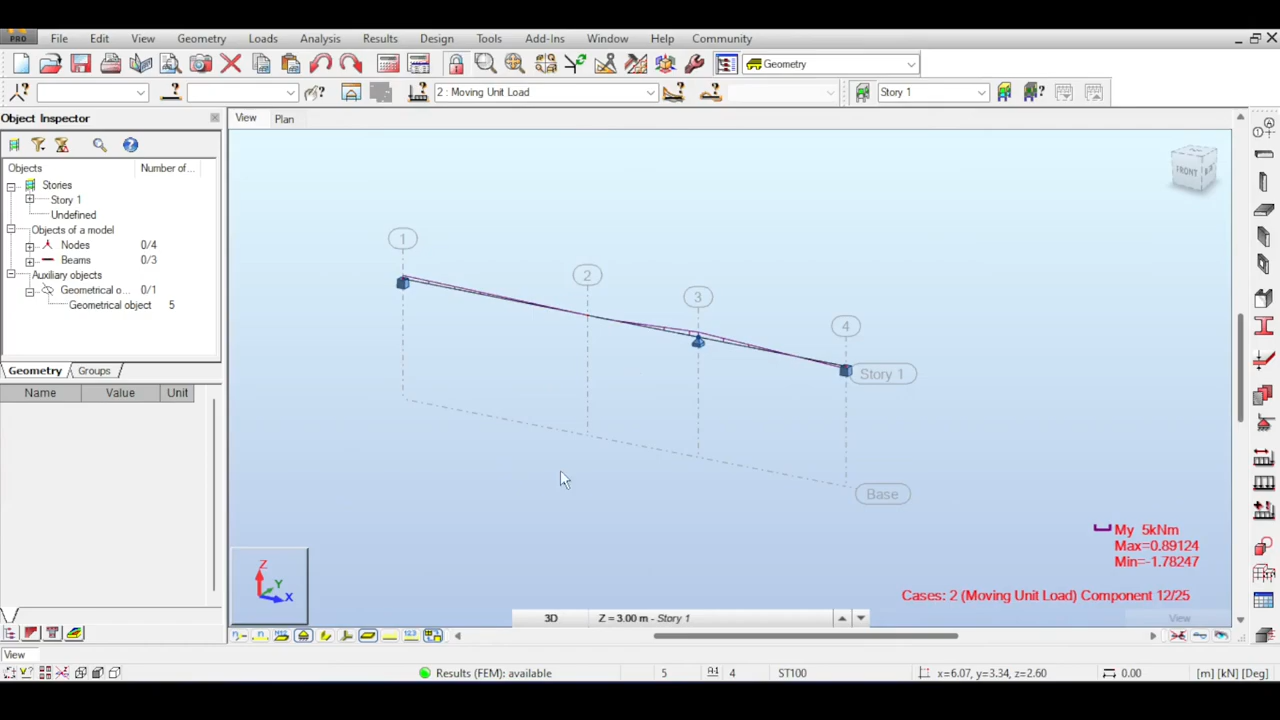 PRO File Edit View Geometry Loads Analysis Results Design Tools Add-Ins Window Help Community
Geometry
2 : Moving Unit Load
Story 1
Object Inspector
View Plan
Objects Number of...
Stories
Story 1
Undefined
Objects of a model
Nodes 0/4
Beams 0/3
Auxiliary objects
Geometrical o... 0/1
Geometrical object 5
Geometry Groups
Name Value Unit
FRONT
1
2
3
4
Story 1
Base
My 5kNm
Max=0.89124
Min=-1.78247
Cases: 2 (Moving Unit Load) Component 12/25
Z
Y
X
3D Z = 3.00 m - Story 1
View
View
Results (FEM): available 5 4 ST100 x=6.07, y=3.34, z=2.60 0.00 [m] [kN] [Deg]